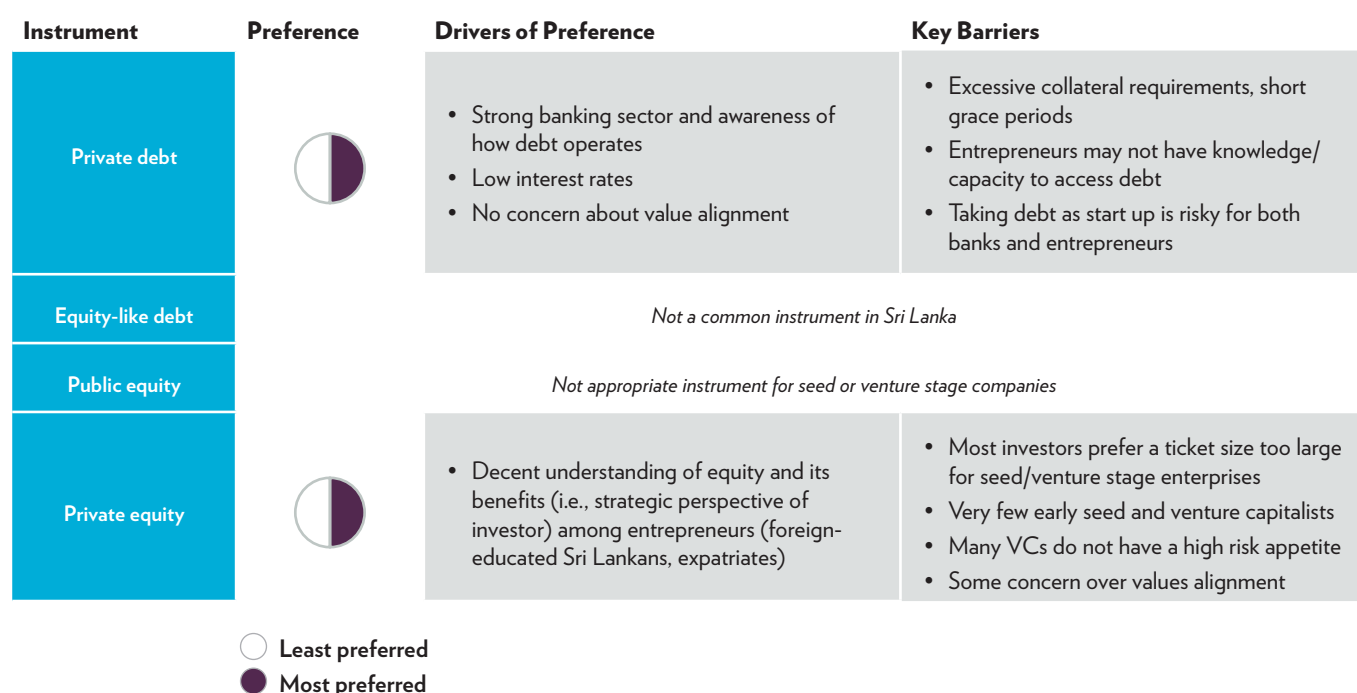 Instrument Preference Drivers of Preference Key Barriers
Private debt
• Strong banking sector and awareness of
how debt operates
• Low interest rates
• No concern about value alignment
• Excessive collateral requirements, short
grace periods
• Entrepreneurs may not have knowledge/
capacity to access debt
• Taking debt as start up is risky for both
banks and entrepreneurs
Equity-like debt
Not a common instrument in Sri Lanka
Public equity
Not appropriate instrument for seed or venture stage companies
Private equity
• Decent understanding of equity and its
benefits (i.e., strategic perspective of
investor) among entrepreneurs (foreign-
educated Sri Lankans, expatriates)
• Most investors prefer a ticket size too large
for seed/venture stage enterprises
• Very few early seed and venture capitalists
• Many VCs do not have a high risk appetite
• Some concern over values alignment
Least preferred
Most preferred